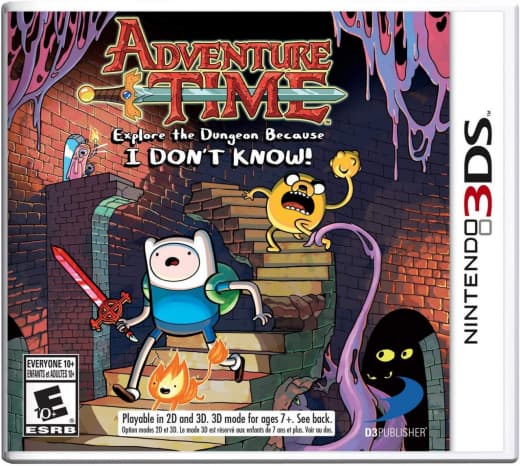 ADVENTURE
TIME
Explore the Dungeon Because
I DON'T KNOW!
NINTENDO 3DS™
EVERYONE 10+
ENFANTS et ADULTES 10+
E
10+
ESRB
Playable in 2D and 3D. 3D mode for ages 7+. See back.
Option modes 2D et 3D. Le mode 3D est réservé aux enfants de 7 ans et plus. Voir au dos.
D3PUBLISHER